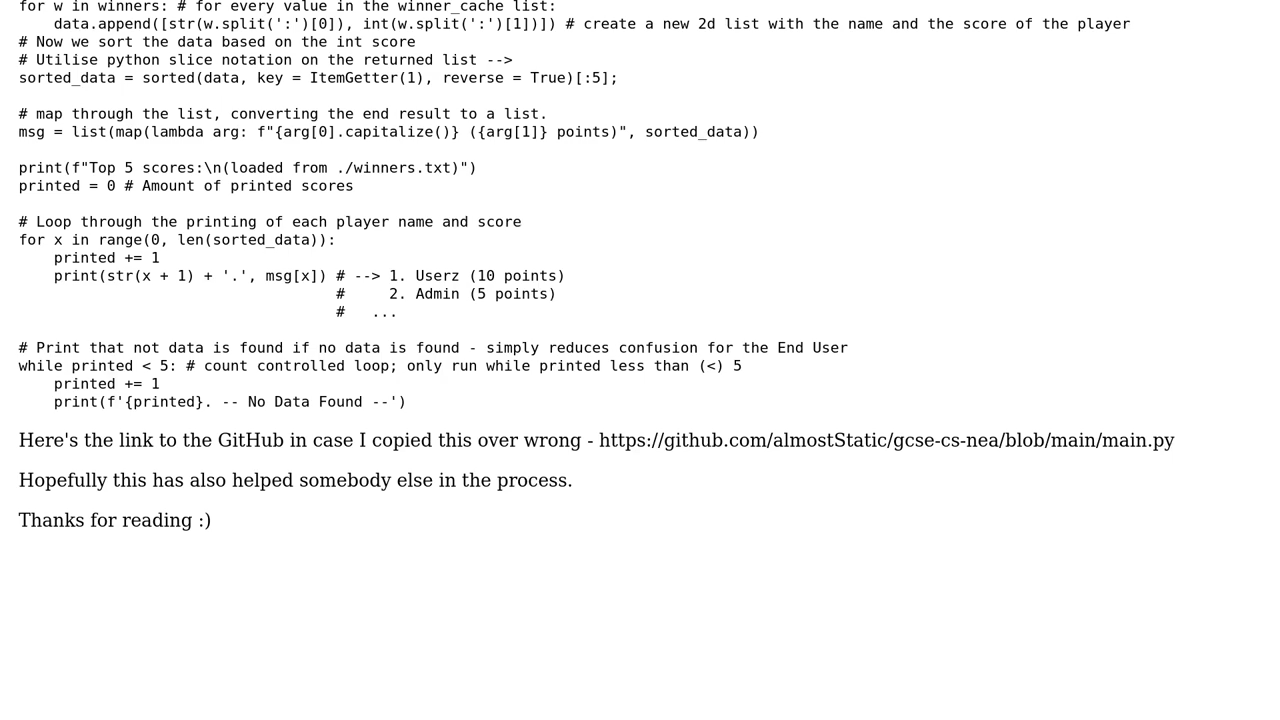 for w in winners: # for every value in the winner_cache list:
    data.append([str(w.split(':')[0]), int(w.split(':')[1])]) # create a new 2d list with the name and the score of the player
# Now we sort the data based on the int score
# Utilise python slice notation on the returned list -->
sorted_data = sorted(data, key = ItemGetter(1), reverse = True)[:5];

# map through the list, converting the end result to a list.
msg = list(map(lambda arg: f"{arg[0].capitalize()} ({arg[1]} points)", sorted_data))

print(f"Top 5 scores:\n(loaded from ./winners.txt)")
printed = 0 # Amount of printed scores

# Loop through the printing of each player name and score
for x in range(0, len(sorted_data)):
    printed += 1
    print(str(x + 1) + '.', msg[x]) # --> 1. Userz (10 points)
                                    #     2. Admin (5 points)
                                    #   ...

# Print that not data is found if no data is found - simply reduces confusion for the End User
while printed < 5: # count controlled loop; only run while printed less than (<) 5
    printed += 1
    print(f'{printed}. -- No Data Found --')

Here's the link to the GitHub in case I copied this over wrong - https://github.com/almostStatic/gcse-cs-nea/blob/main/main.py

Hopefully this has also helped somebody else in the process.

Thanks for reading :)